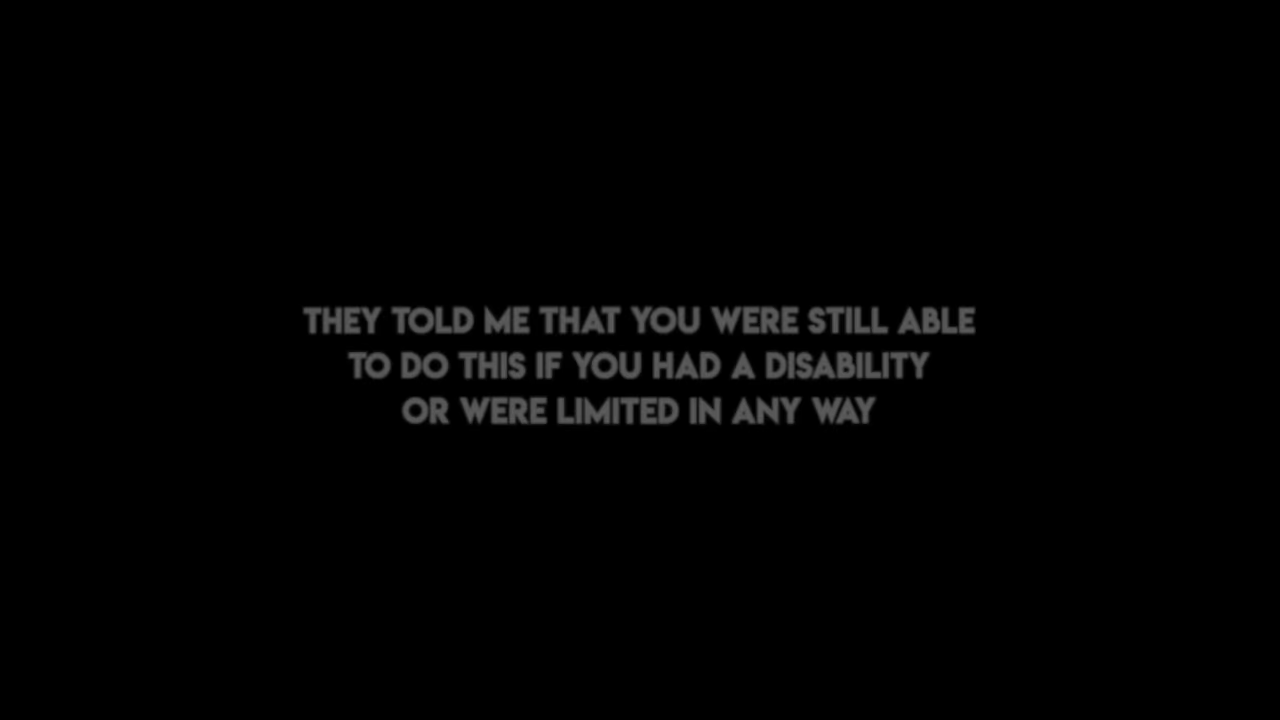 THEY TOLD ME THAT YOU WERE STILL ABLE
TO DO THIS IF YOU HAD A DISABILITY
OR WERE LIMITED IN ANY WAY